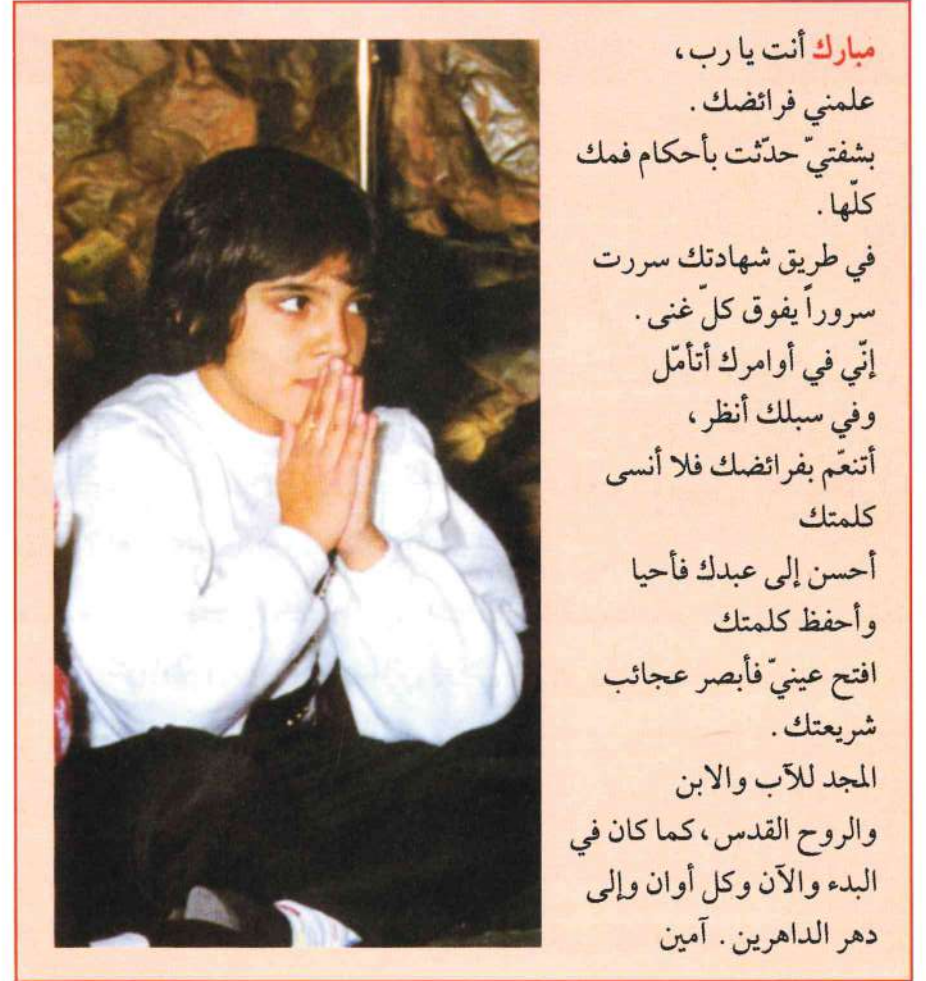 مبارك أنت يا رب،
علمني فرائضك.
بشفتيّ حدّثت بأحكام فمك
كلّها.
في طريق شهادتك سررت
سروراً يفوق كلّ غنى.
إنّي في أوامرك أتأمّل
وفي سبلك أنظر،
أتنعّم بفرائضك فلا أنسى
كلمتك
أحسن إلى عبدك فأحيا
وأحفظ كلمتك
افتح عينيّ فأبصر عجائب
شريعتك.
المجد للآب والابن
والروح القدس، كما كان في
البدء والآن وكل أوان وإلى
دهر الداهرين. آمين